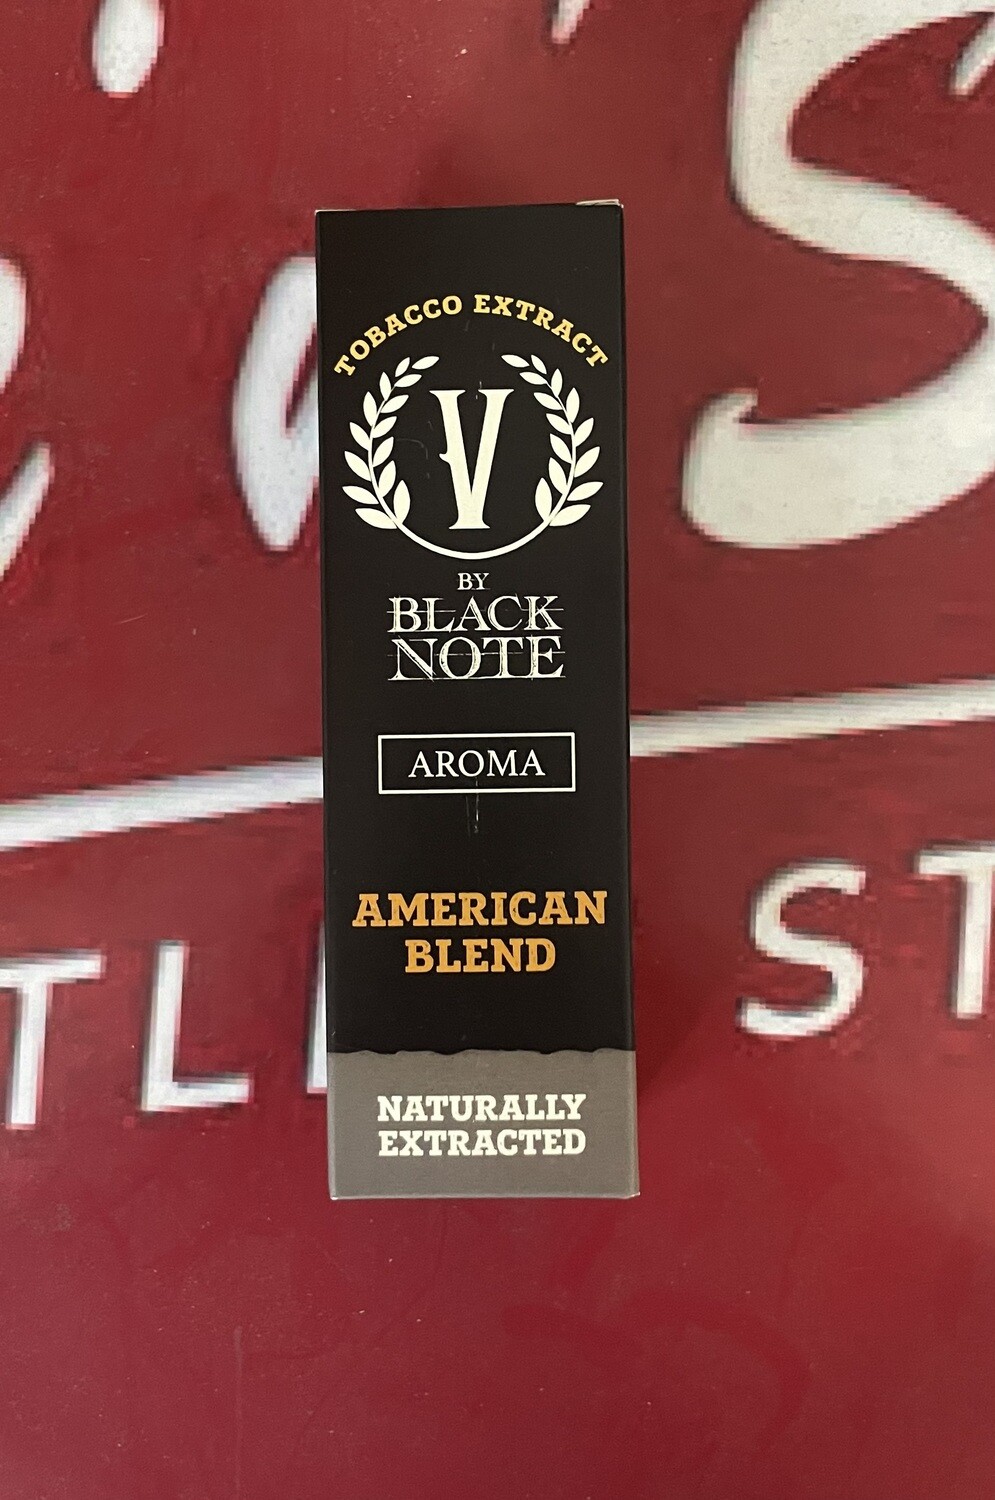 TOBACCO EXTRACT
V
BY
BLACK
NOTE
AROMA
AMERICAN
BLEND
NATURALLY
EXTRACTED